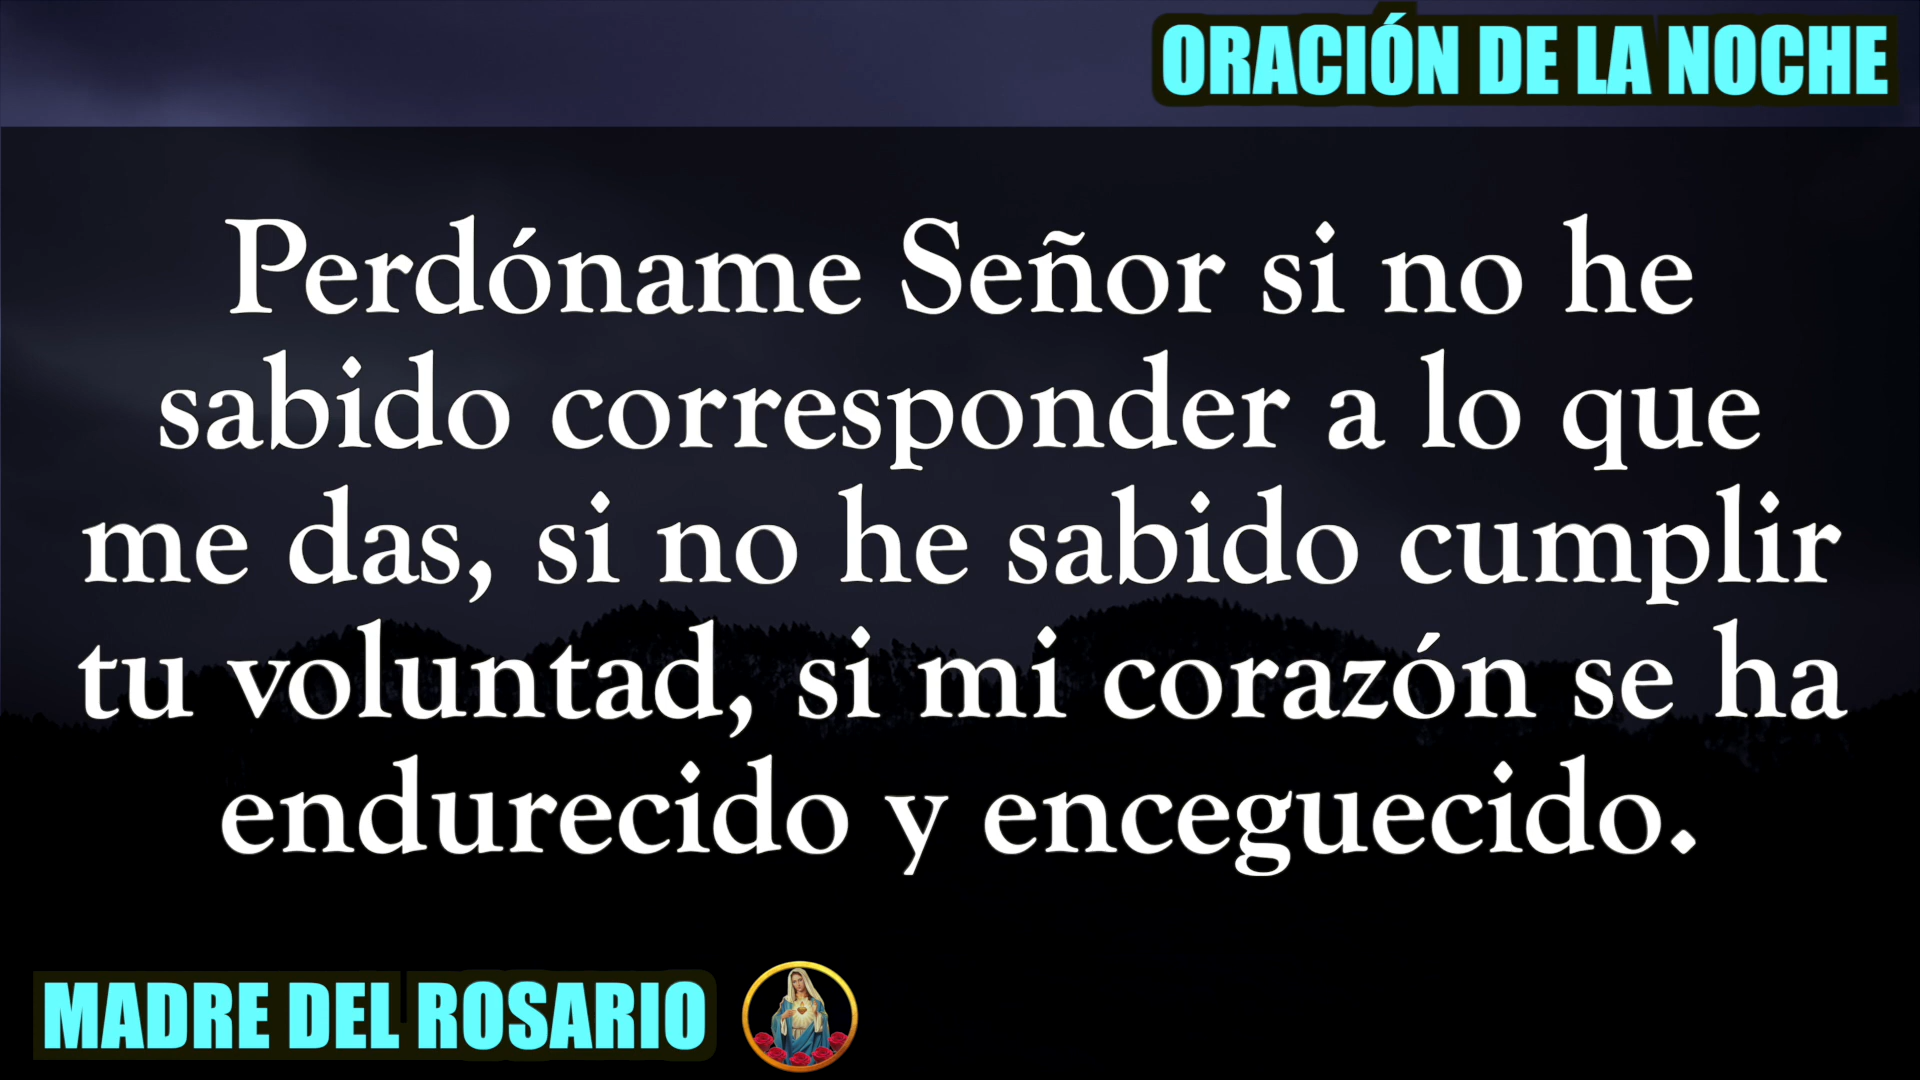 ORACIÓN DE LA NOCHE
Perdóname Señor si no he
sabido corresponder a lo que
me das, si no he sabido cumplir
tu voluntad, si mi corazón se ha
endurecido y enceguecido.
MADRE DEL ROSARIO